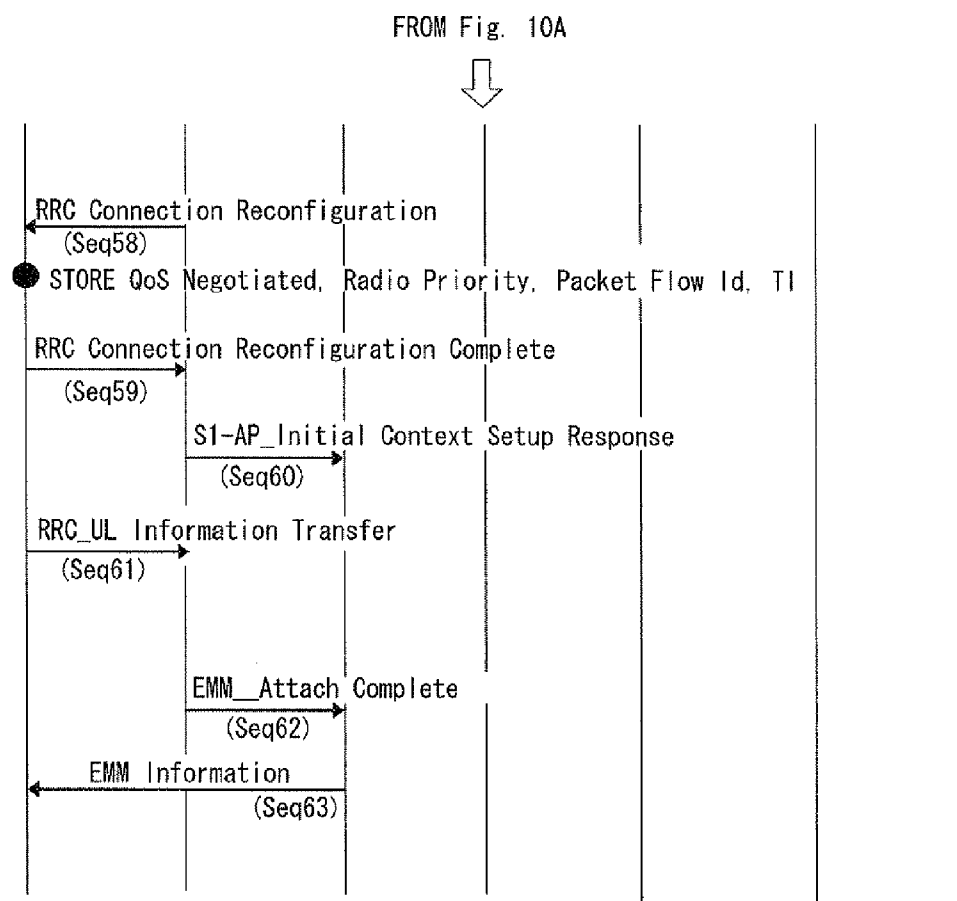 FROM Fig. 10A
RRC Connection Reconfiguration
(Seq58)
STORE QoS Negotiated, Radio Priority, Packet Flow Id, TI
RRC Connection Reconfiguration Complete
(Seq59)
S1-AP_Initial Context Setup Response
(Seq60)
RRC_UL Information Transfer
(Seq61)
EMM__Attach Complete
(Seq62)
EMM Information
(Seq63)